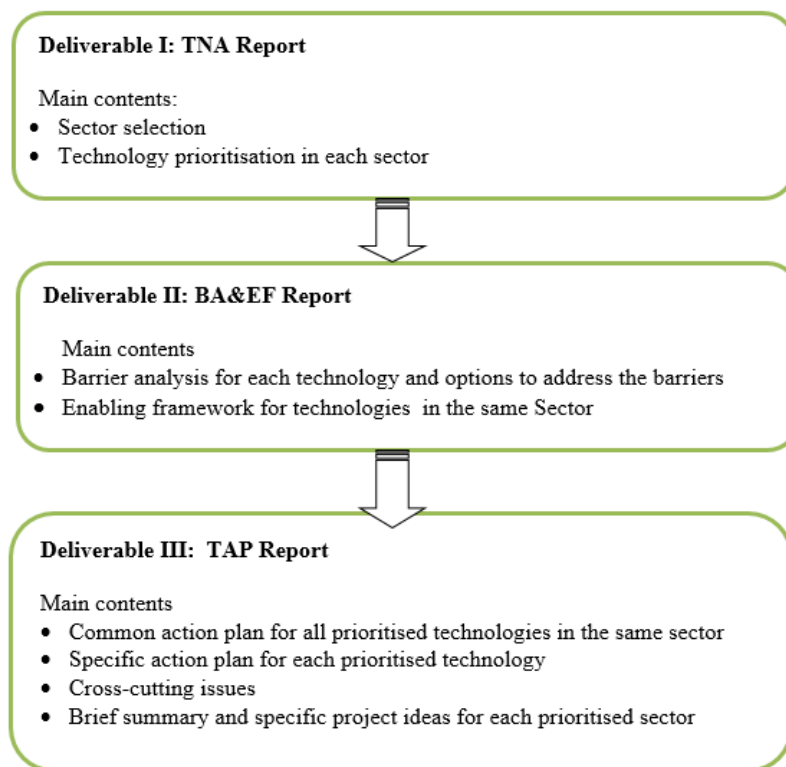 Deliverable I: TNA Report
Main contents:
• Sector selection
• Technology prioritisation in each sector
Deliverable II: BA&EF Report
Main contents
• Barrier analysis for each technology and options to address the barriers
• Enabling framework for technologies in the same Sector
Deliverable III: TAP Report
Main contents
• Common action plan for all prioritised technologies in the same sector
• Specific action plan for each prioritised technology
• Cross-cutting issues
• Brief summary and specific project ideas for each prioritised sector